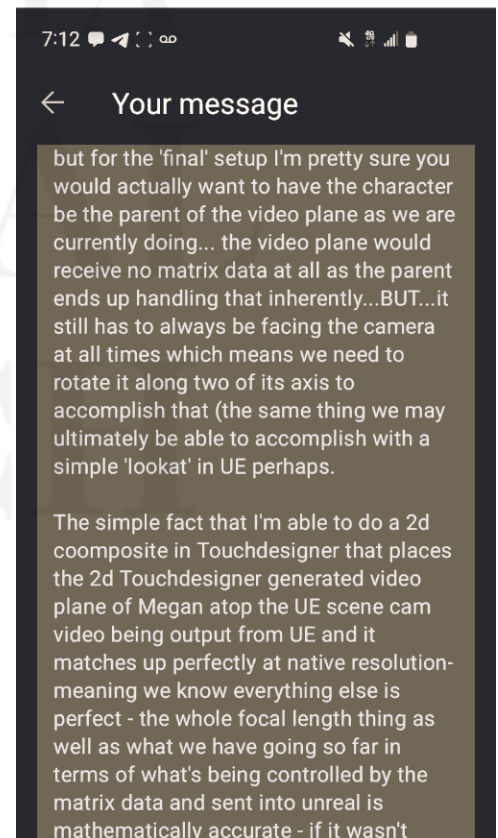 7:12
Your message
but for the 'final' setup I'm pretty sure you
would actually want to have the character
be the parent of the video plane as we are
currently doing... the video plane would
receive no matrix data at all as the parent
ends up handling that inherently...BUT...it
still has to always be facing the camera
at all times which means we need to
rotate it along two of its axis to
accomplish that (the same thing we may
ultimately be able to accomplish with a
simple 'lookat' in UE perhaps.
The simple fact that I'm able to do a 2d
coomposite in Touchdesigner that places
the 2d Touchdesigner generated video
plane of Megan atop the UE scene cam
video being output from UE and it
matches up perfectly at native resolution-
meaning we know everything else is
perfect - the whole focal length thing as
well as what we have going so far in
terms of what's being controlled by the
matrix data and sent into unreal is
mathematically accurate - if it wasn't